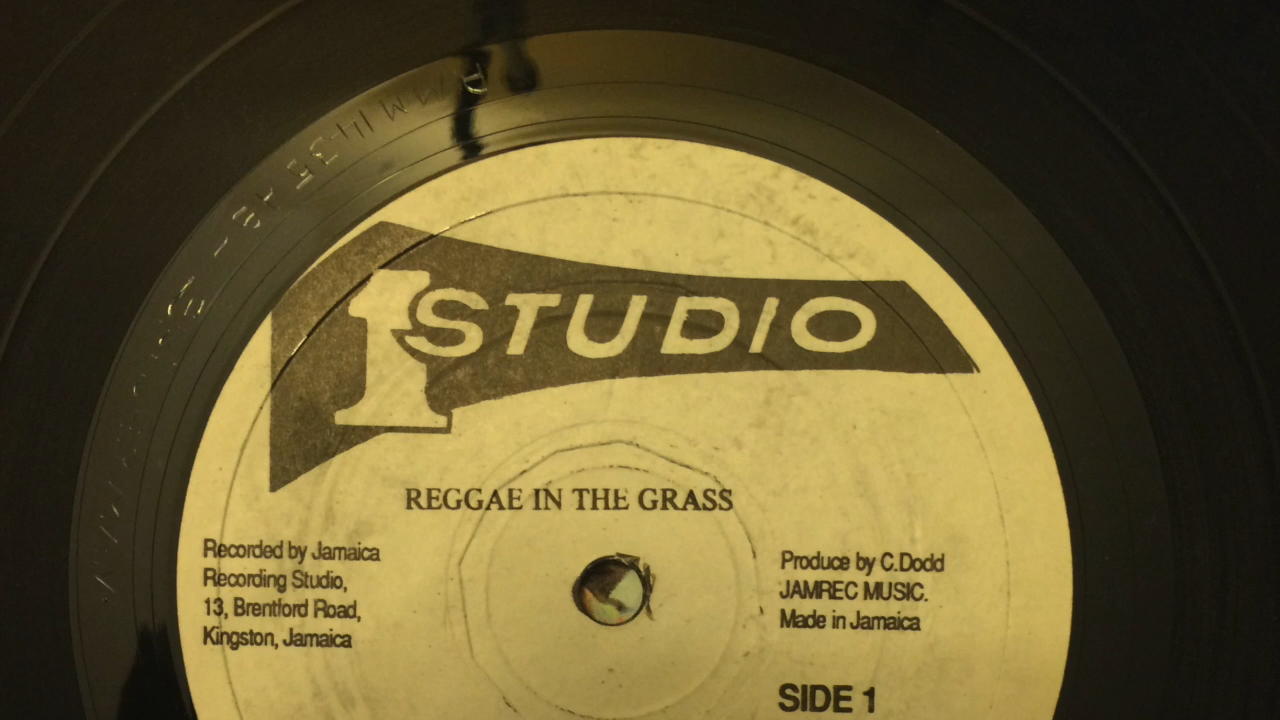 1 STUDIO
REGGAE IN THE GRASS
Recorded by Jamaica
Recording Studio,
13, Brentford Road,
Kingston, Jamaica
Produce by C.Dodd
JAMREC MUSIC.
Made in Jamaica
SIDE 1